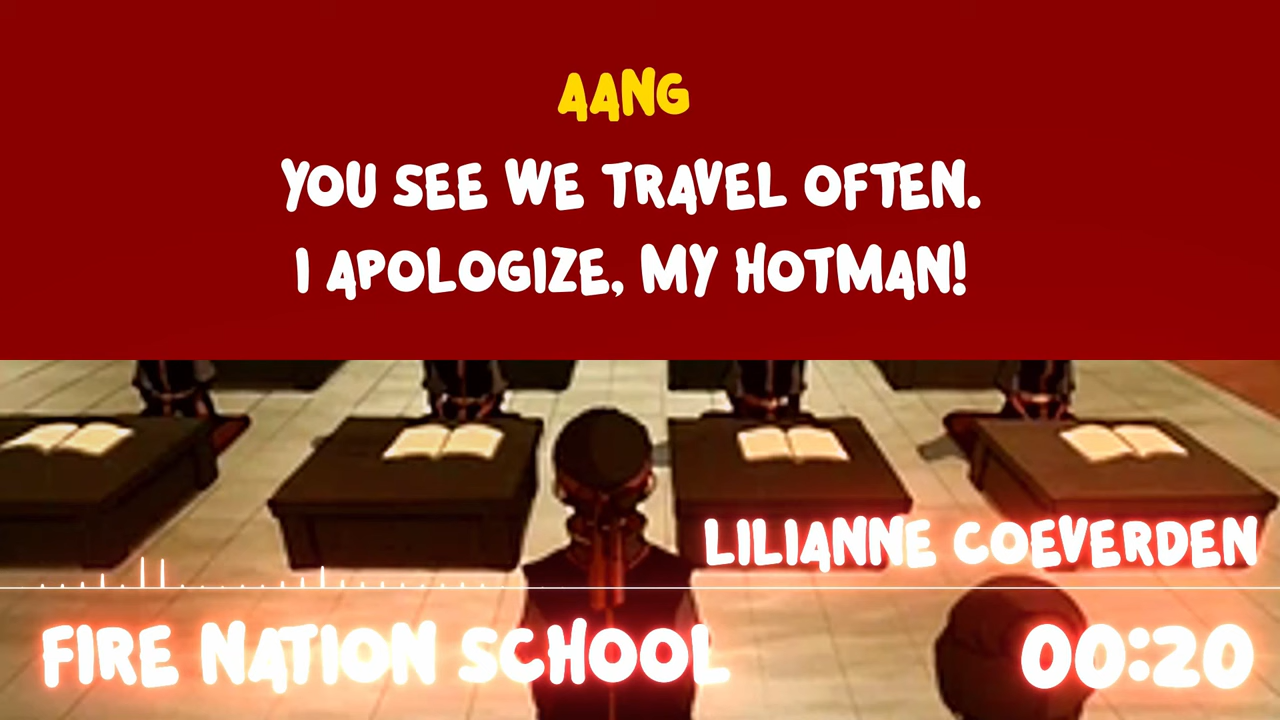 AANG
YOU SEE WE TRAVEL OFTEN.
I APOLOGIZE, MY HOTMAN!
LILIANNE COEVERDEN
FIRE NATION SCHOOL
00:20